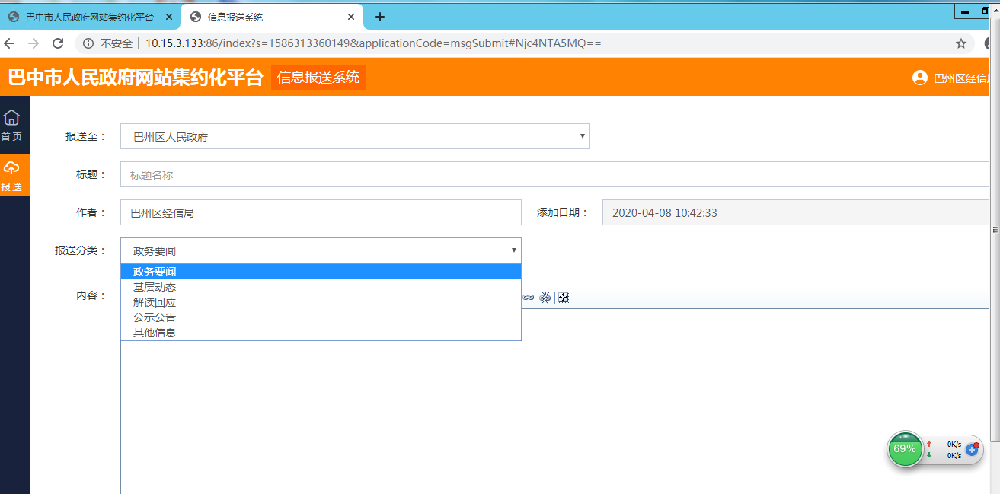 巴中市人民政府网站集约化平台
信息报送系统
不安全
10.15.3.133:86/index?s=1586313360149&applicationCode=msgSubmit#Njc4NTA5MQ==
巴中市人民政府网站集约化平台 信息报送系统
巴州区经信
首页
报送
报送至：
巴州区人民政府
标题：
标题名称
作者：
巴州区经信局
添加日期：
2020-04-08 10:42:33
报送分类：
政务要闻
政务要闻
基层动态
解读回应
公示公告
其他信息
内容：
69%
0K/s
0K/s